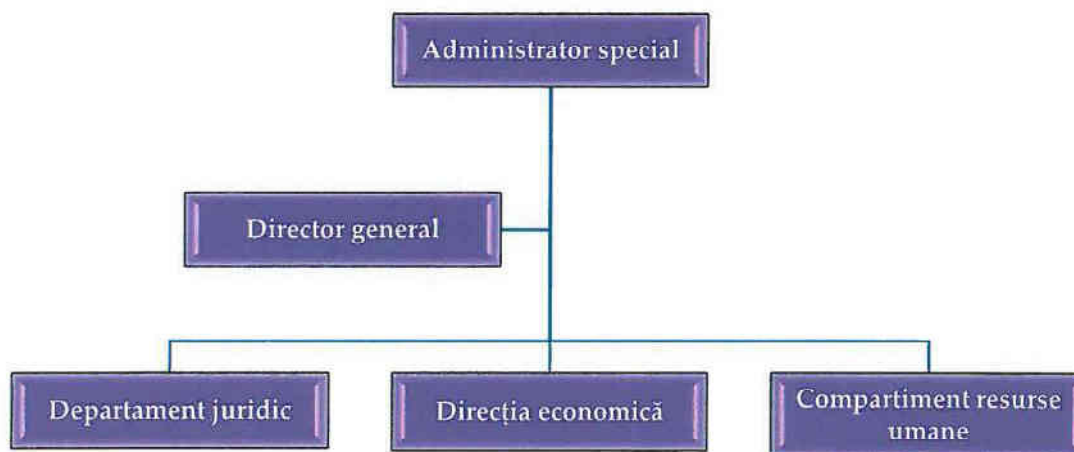 Administrator special
Director general
Departament juridic
Direcția economică
Compartiment resurse
umane